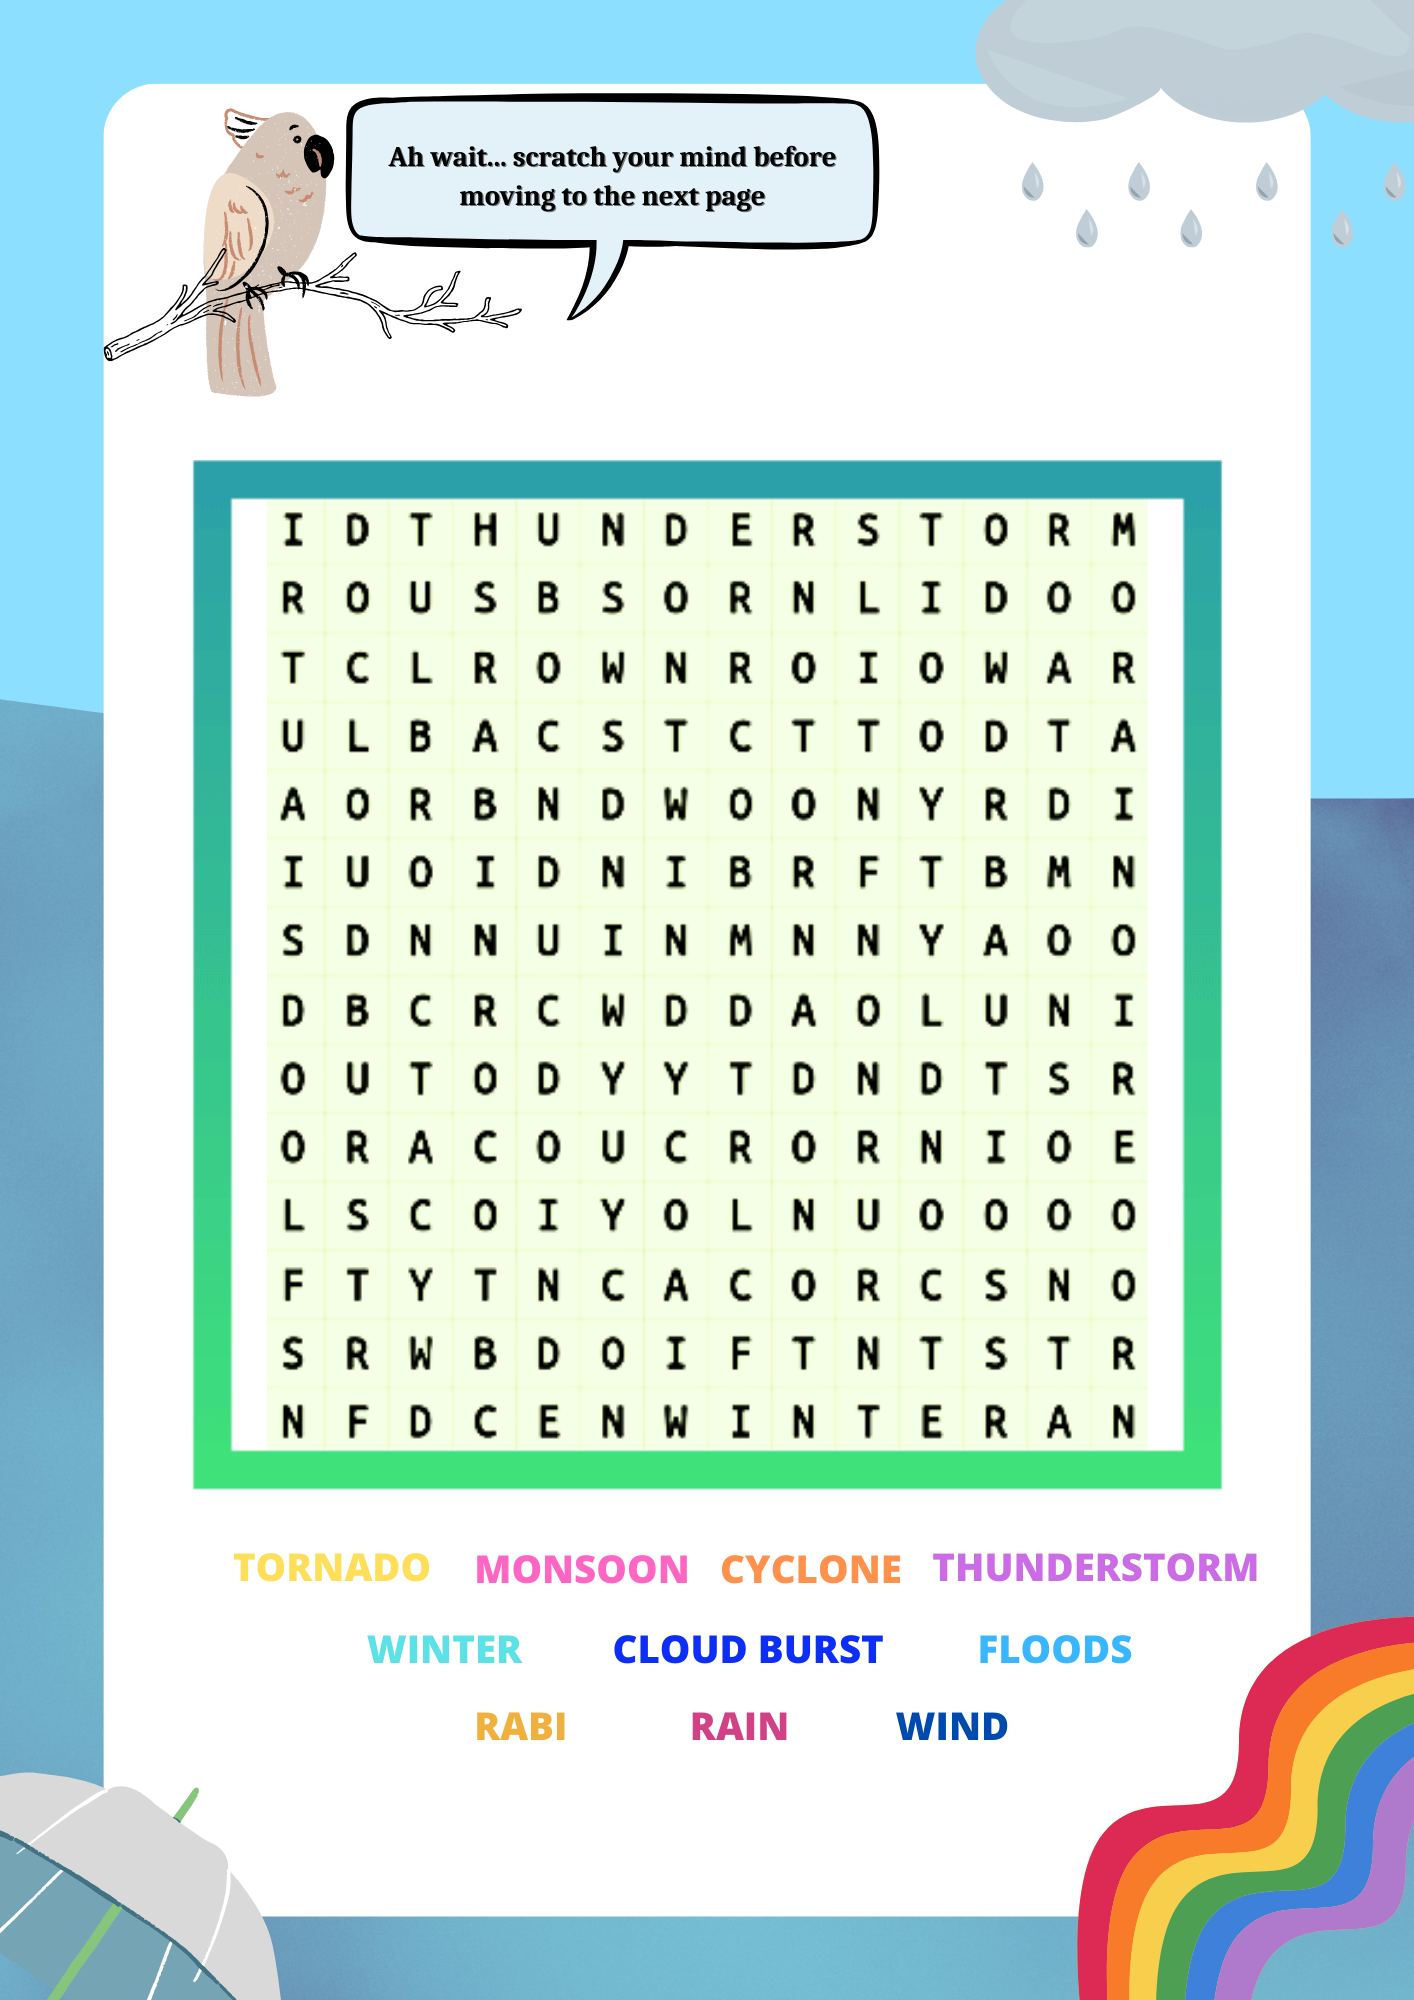 Ah wait... scratch your mind before
moving to the next page
I D T H U N D E R S T O R M
R O U S B S O R N L I D O O
T C L R O W N R O I O W A R
U L B A C S T C T T O D T A
A O R B N D W O O N Y R D I
I U O I D N I B R F T B M N
S D N N U I N M N N Y A O O
D B C R C W D D A O L U N I
O U T O D Y Y T D N D T S R
O R A C O U C R O R N I O E
L S C O I Y O L N U O O O O
F T Y T N C A C O R C S N O
S R W B D O I F T N T S T R
N F D C E N W I N T E R A N
TORNADO MONSOON CYCLONE THUNDERSTORM
WINTER CLOUD BURST FLOODS
RABI RAIN WIND